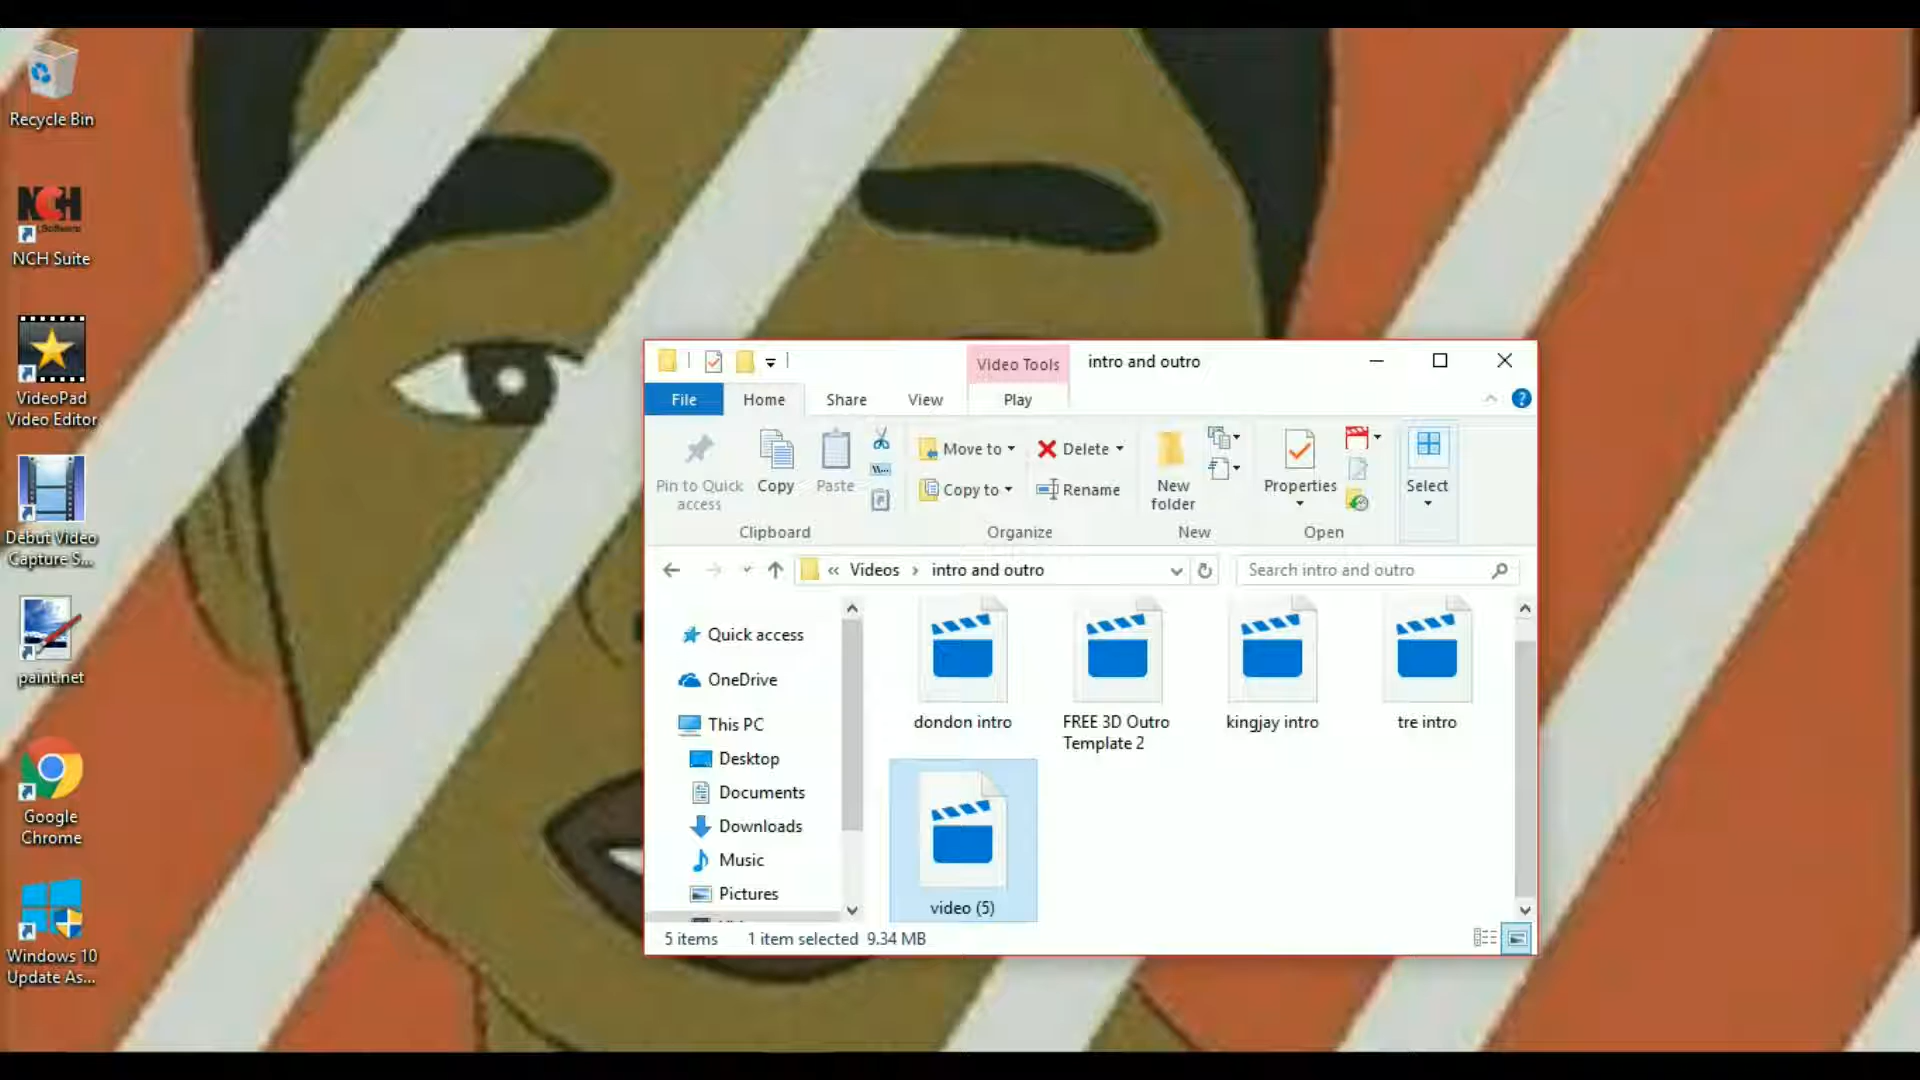 Recycle Bin
NCH
Software
NCH Suite
VideoPad
Video Editor
Debut Video
Capture S...
paint.net
Google
Chrome
Windows 10
Update As...
Video Tools
intro and outro
File
Home
Share
View
Play
Pin to Quick
access
Copy
Paste
Move to
Copy to
Delete
Rename
New
folder
Properties
Select
Clipboard
Organize
New
Open
« Videos › intro and outro
Search intro and outro
Quick access
OneDrive
This PC
Desktop
Documents
Downloads
Music
Pictures
dondon intro
FREE 3D Outro
Template 2
kingjay intro
tre intro
video (5)
5 items
1 item selected 9.34 MB